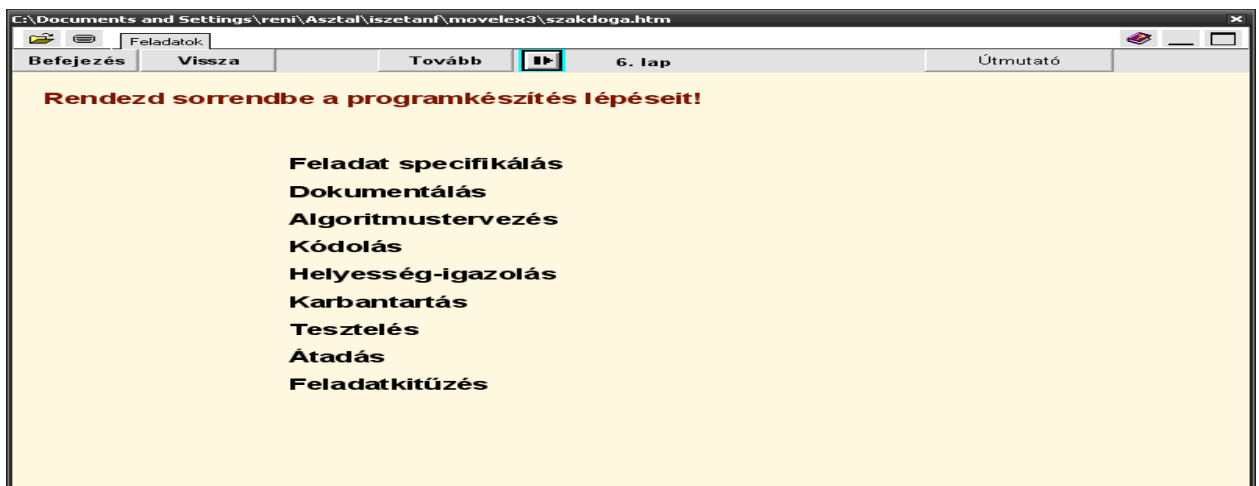 C:\Documents and Settings\reni\Asztal\iszetanf\movelex3\szakdoga.htm
Feladatok
Befejezés Vissza Tovább 6. lap Útmutató
Rendezd sorrendbe a programkészítés lépéseit!
Feladat specifikálás
Dokumentálás
Algoritmustervezés
Kódolás
Helyesség-igazolás
Karbantartás
Tesztelés
Átadás
Feladatkitűzés